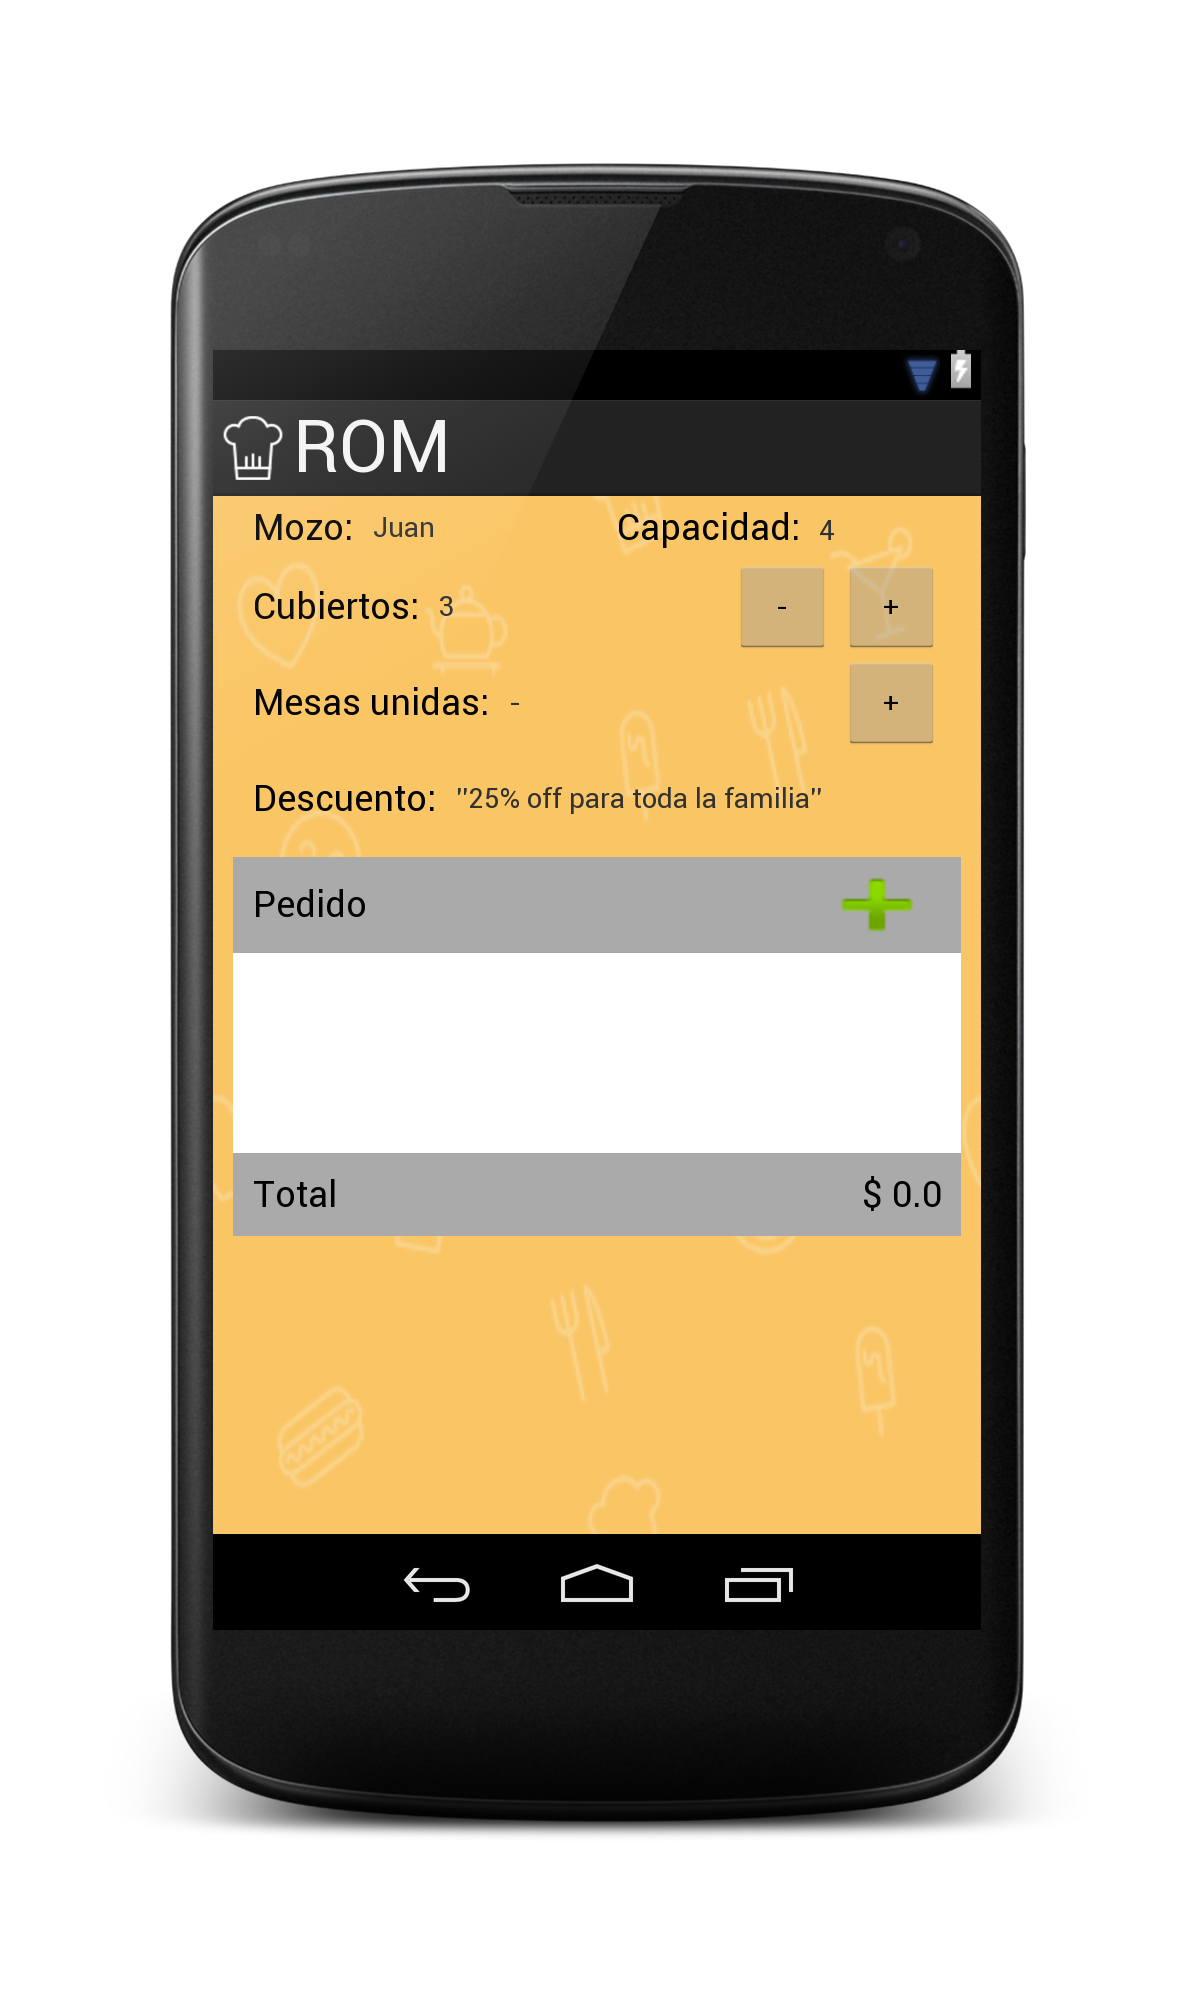 ROM
Mozo: Juan Capacidad: 4
Cubiertos: 3 - +
Mesas unidas: - +
Descuento: "25% off para toda la familia"
Pedido
Total $ 0.0